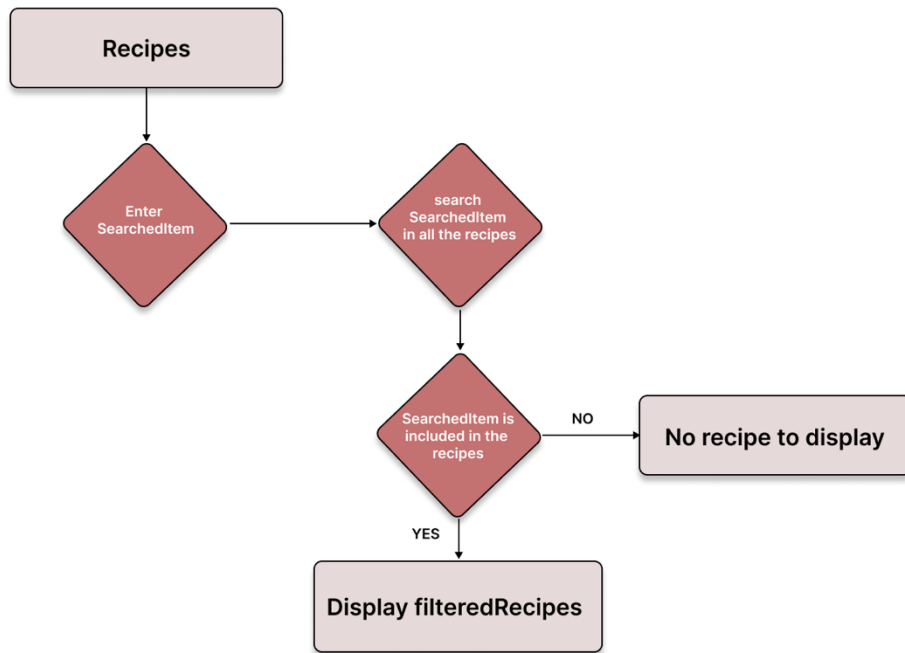 Recipes
Enter
SearchedItem
search
SearchedItem
in all the recipes
SearchedItem is
included in the
recipes
NO
No recipe to display
YES
Display filteredRecipes